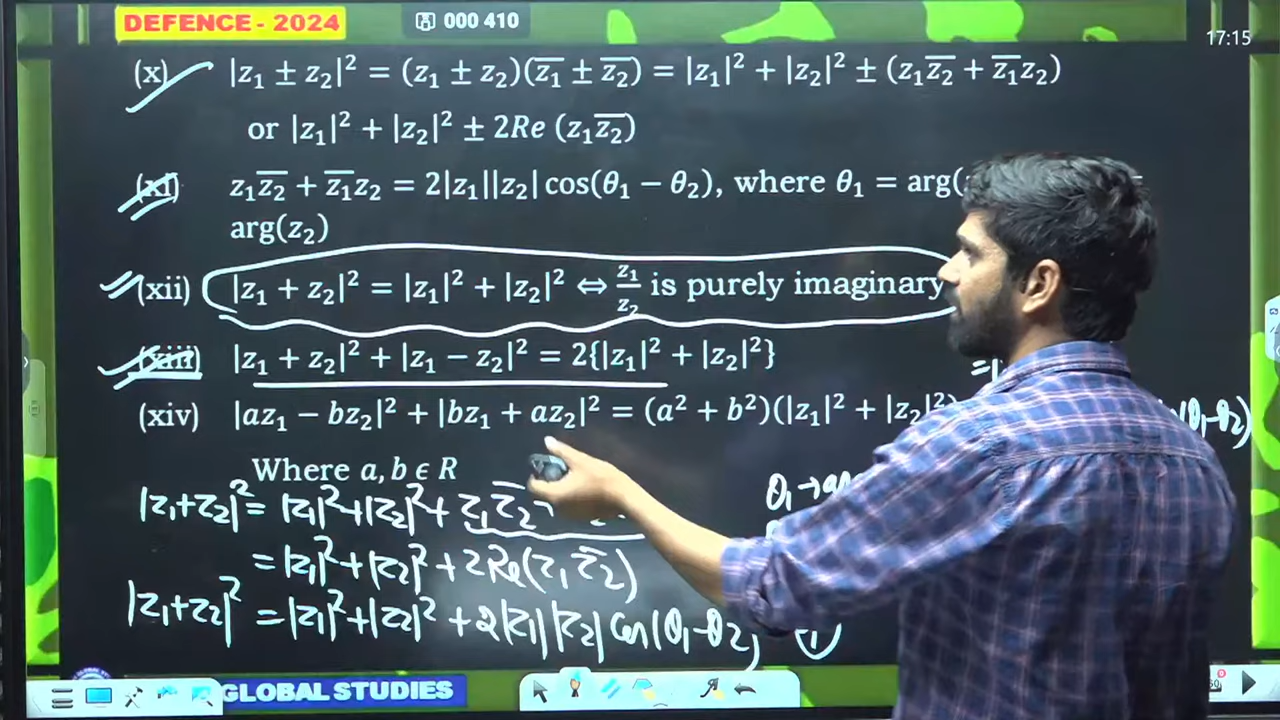 DEFENCE - 2024
000 410
17:15
(x) |z₁ ± z₂|² = (z₁ ± z₂)(z̅₁ ± z̅₂) = |z₁|² + |z₂|² ± (z₁z̅₂ + z̅₁z₂)
or |z₁|² + |z₂|² ± 2Re (z₁z̅₂)
(xi) z₁z̅₂ + z̅₁z₂ = 2|z₁||z₂| cos(θ₁ − θ₂), where θ₁ = arg(
arg(z₂)
(xii) |z₁ + z₂|² = |z₁|² + |z₂|² ⇔ z₁/z₂ is purely imaginary
(xiii) |z₁ + z₂|² + |z₁ − z₂|² = 2{|z₁|² + |z₂|²}
(xiv) |az₁ − bz₂|² + |bz₁ + az₂|² = (a² + b²)(|z₁|² + |z₂|²)
Where a, b ϵ R
|z₁+z₂|² = |z₁|²+|z₂|²+ z₁z̅₂
= |z₁|²+|z₂|²+2Re(z₁z̅₂)
|z₁+z₂|² = |z₁|²+|z₂|² +2|z₁||z₂| cos(θ₁-θ₂)
θ₁ →
GLOBAL STUDIES